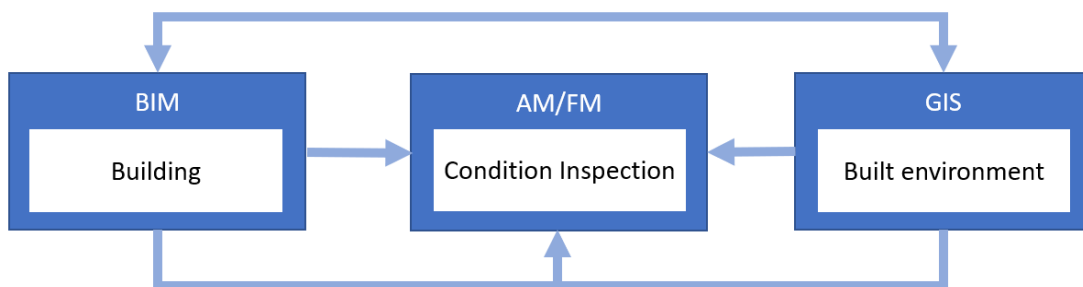 BIM
Building
AM/FM
Condition Inspection
GIS
Built environment